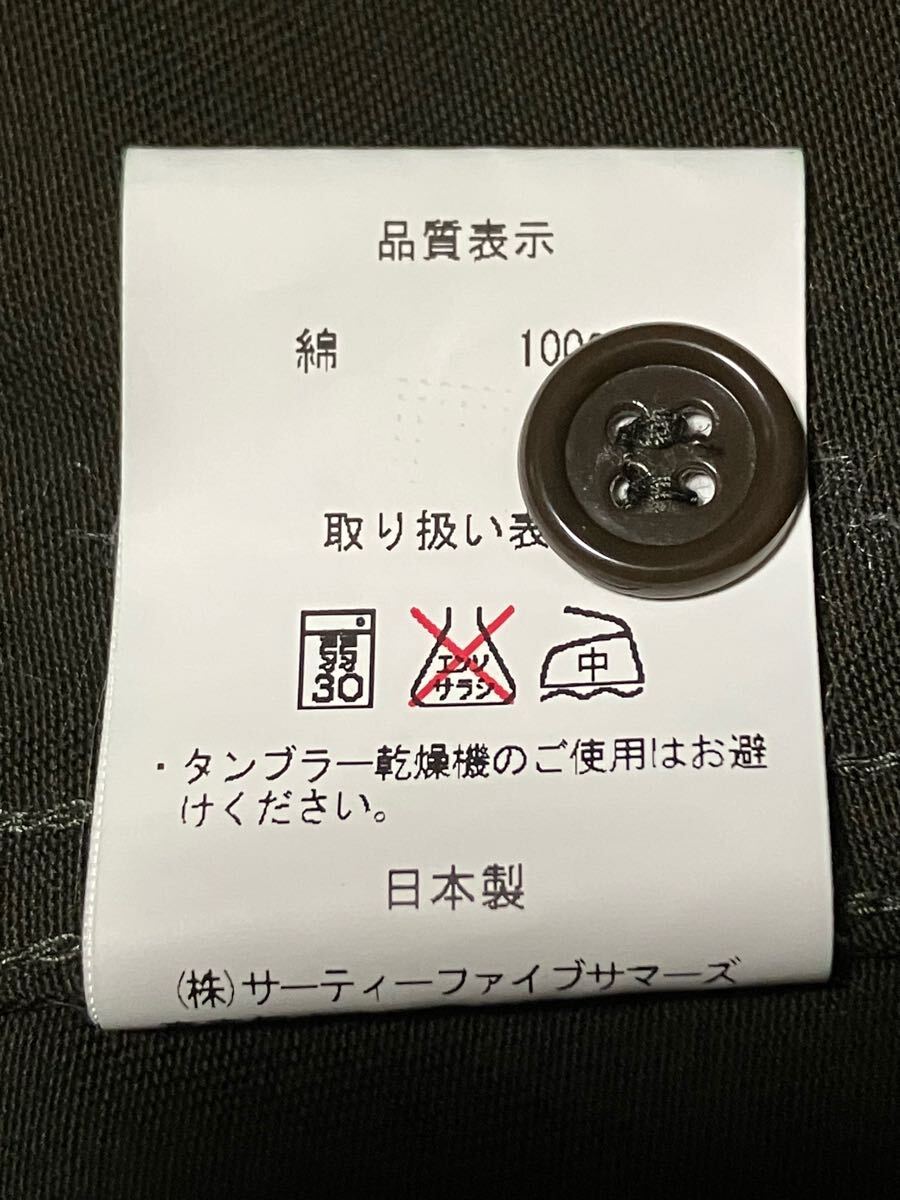 品質表示
綿 100
取り扱い表
弱
30
エンソ
サラシ
中
・タンブラー乾燥機のご使用はお避
けください。
日本製
(株)サーティーファイブサマーズ